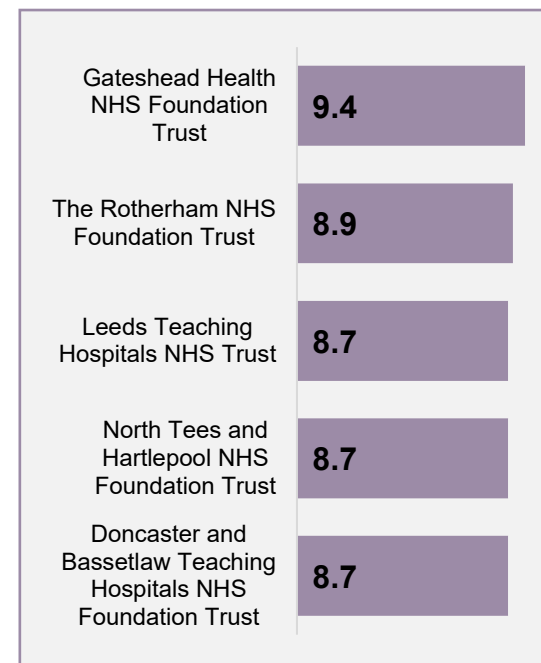 Gateshead Health
NHS Foundation
Trust
9.4
The Rotherham NHS
Foundation Trust
8.9
Leeds Teaching
Hospitals NHS Trust
8.7
North Tees and
Hartlepool NHS
Foundation Trust
8.7
Doncaster and
Bassetlaw Teaching
Hospitals NHS
Foundation Trust
8.7